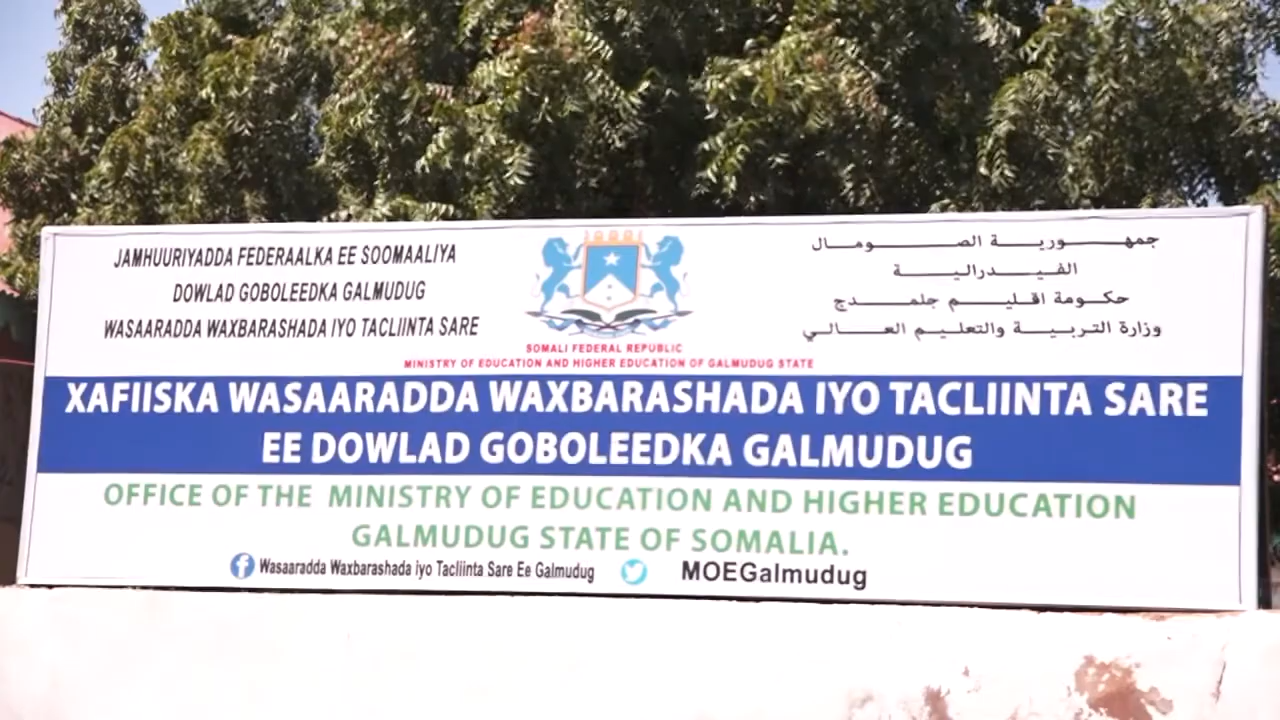 JAMHUURIYADDA FEDERAALKA EE SOOMAALIYA
DOWLAD GOBOLEEDKA GALMUDUG
WASAARADDA WAXBARASHADA IYO TACLIINTA SARE
جمهورية الصومال
الفيدرالية
حكومة اقليم جلمدج
وزارة التربية والتعليم العالي
SOMALI FEDERAL REPUBLIC
MINISTRY OF EDUCATION AND HIGHER EDUCATION OF GALMUDUG STATE
XAFIISKA WASAARADDA WAXBARASHADA IYO TACLIINTA SARE
EE DOWLAD GOBOLEEDKA GALMUDUG
OFFICE OF THE MINISTRY OF EDUCATION AND HIGHER EDUCATION
GALMUDUG STATE OF SOMALIA.
Wasaaradda Waxbarashada iyo Tacliinta Sare Ee Galmudug MOEGalmudug